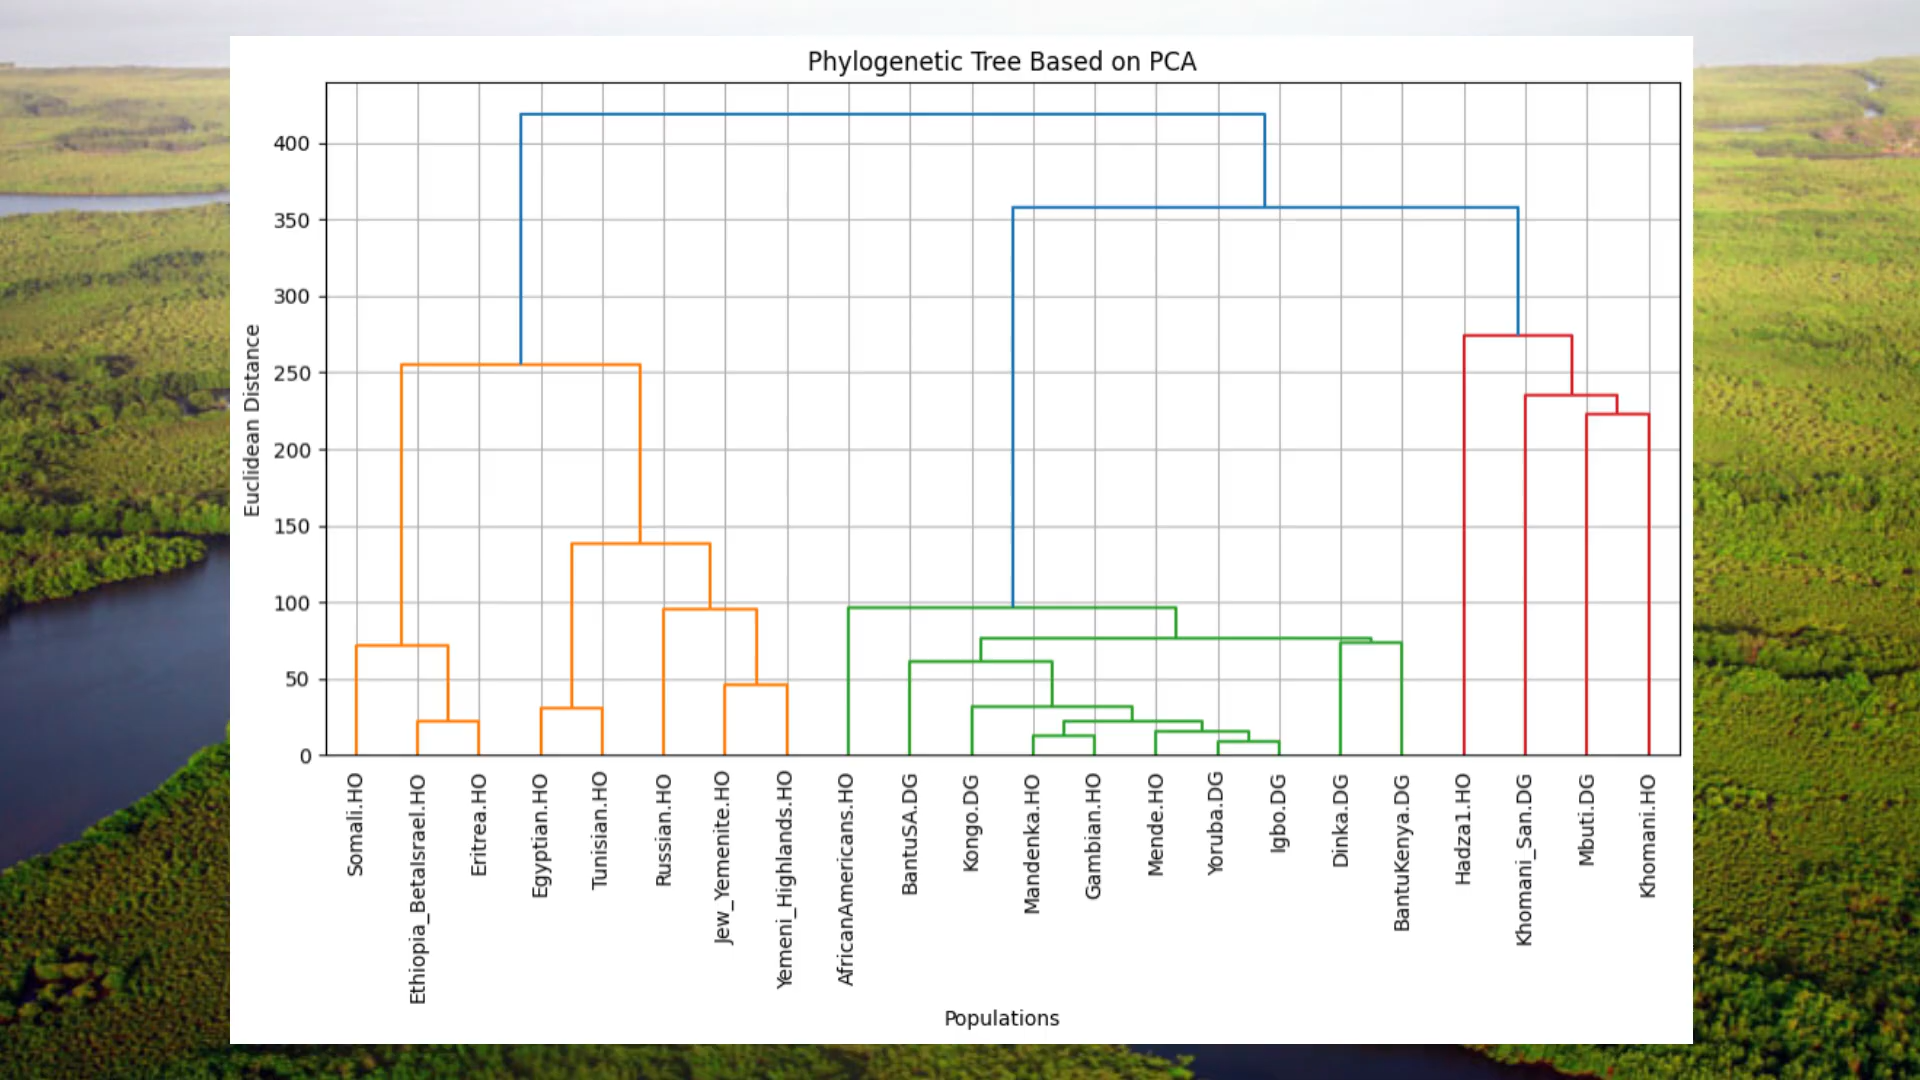 Phylogenetic Tree Based on PCA
Euclidean Distance
400
350
300
250
200
150
100
50
0
Somali.HO
Ethiopia_BetaIsrael.HO
Eritrea.HO
Egyptian.HO
Tunisian.HO
Russian.HO
Jew_Yemenite.HO
Yemeni_Highlands.HO
AfricanAmericans.HO
BantuSA.DG
Kongo.DG
Mandenka.HO
Gambian.HO
Mende.HO
Yoruba.DG
Igbo.DG
Dinka.DG
BantuKenya.DG
Hadza1.HO
Khomani_San.DG
Mbuti.DG
Khomani.HO
Populations